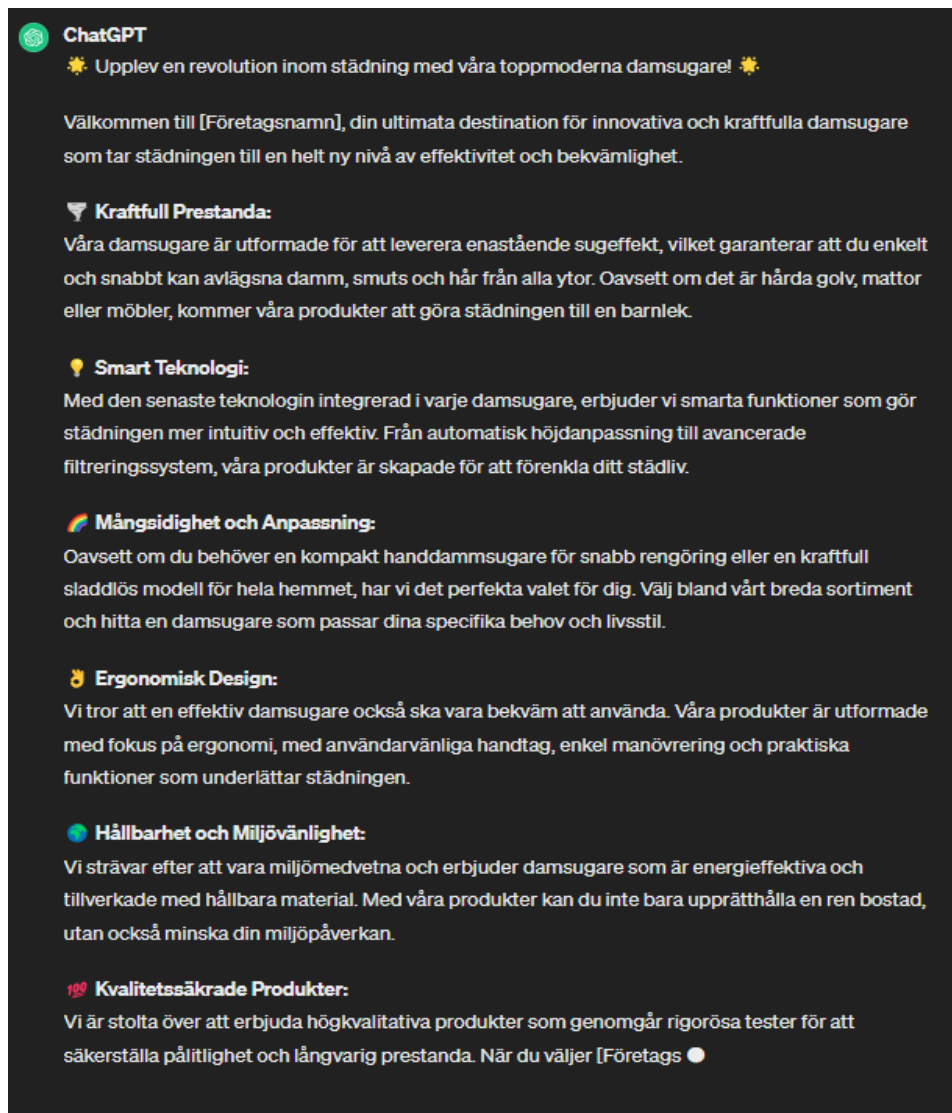 ChatGPT
🌟 Upplev en revolution inom städning med våra toppmoderna damsugare! 🌟
Välkommen till [Företagsnamn], din ultimata destination för innovativa och kraftfulla damsugare
som tar städningen till en helt ny nivå av effektivitet och bekvämlighet.
🌪 Kraftfull Prestanda:
Våra damsugare är utformade för att leverera enastående sugeffekt, vilket garanterar att du enkelt
och snabbt kan avlägsna damm, smuts och hår från alla ytor. Oavsett om det är hårda golv, mattor
eller möbler, kommer våra produkter att göra städningen till en barnlek.
💡 Smart Teknologi:
Med den senaste teknologin integrerad i varje damsugare, erbjuder vi smarta funktioner som gör
städningen mer intuitiv och effektiv. Från automatisk höjdanpassning till avancerade
filtreringssystem, våra produkter är skapade för att förenkla ditt städliv.
🌈 Mångsidighet och Anpassning:
Oavsett om du behöver en kompakt handdammsugare för snabb rengöring eller en kraftfull
sladdlös modell för hela hemmet, har vi det perfekta valet för dig. Välj bland vårt breda sortiment
och hitta en damsugare som passar dina specifika behov och livsstil.
👌 Ergonomisk Design:
Vi tror att en effektiv damsugare också ska vara bekväm att använda. Våra produkter är utformade
med fokus på ergonomi, med användarvänliga handtag, enkel manövrering och praktiska
funktioner som underlättar städningen.
🌍 Hållbarhet och Miljövänlighet:
Vi strävar efter att vara miljömedvetna och erbjuder damsugare som är energieffektiva och
tillverkade med hållbara material. Med våra produkter kan du inte bara upprätthålla en ren bostad,
utan också minska din miljöpåverkan.
💯 Kvalitetssäkrade Produkter:
Vi är stolta över att erbjuda högkvalitativa produkter som genomgår rigorösa tester för att
säkerställa pålitlighet och långvarig prestanda. När du väljer [Företags